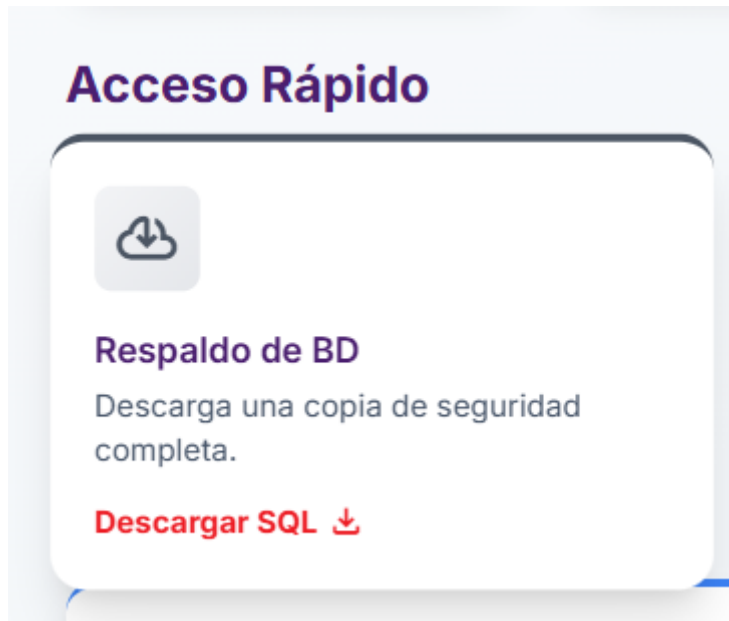 Acceso Rápido
Respaldo de BD
Descarga una copia de seguridad
completa.
Descargar SQL